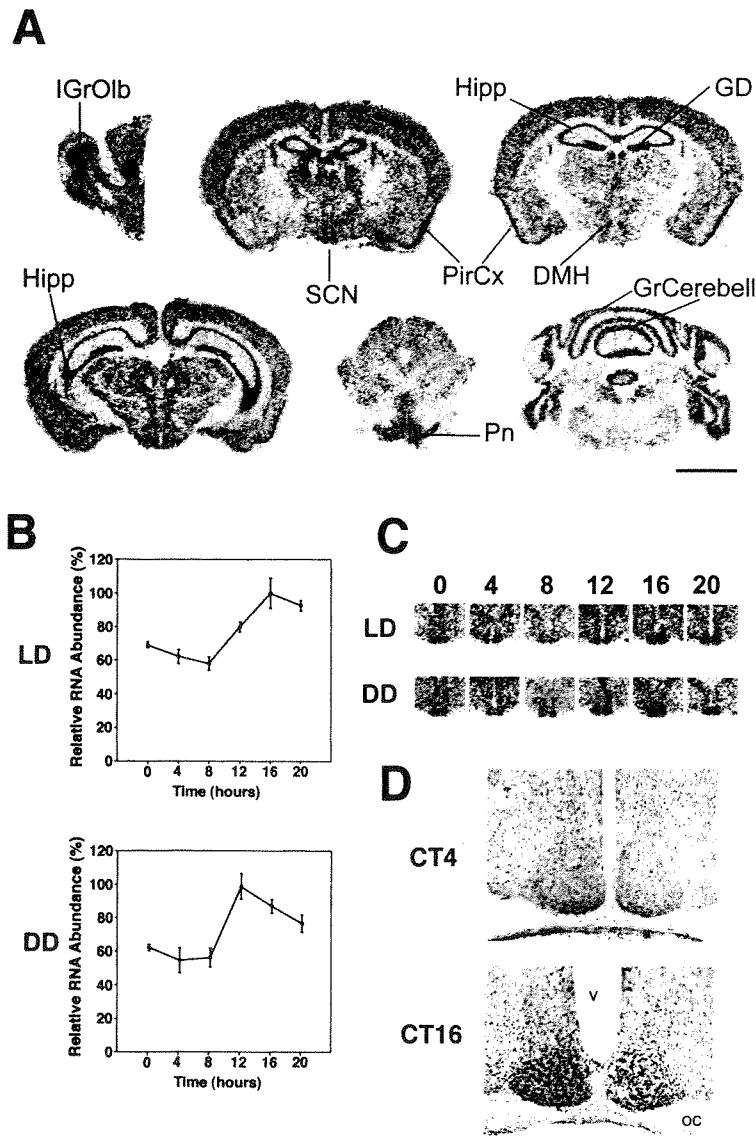 A
IGrOlb
Hipp
GD
SCN
PirCx
DMH
Hipp
GrCerebell
Pn
B
LD
Relative RNA Abundance (%)
120
100
80
60
40
20
0
0 4 8 12 16 20
Time (hours)
DD
Relative RNA Abundance (%)
120
100
80
60
40
20
0
0 4 8 12 16 20
Time (hours)
C
0 4 8 12 16 20
LD
DD
D
CT4
CT16
v
oc